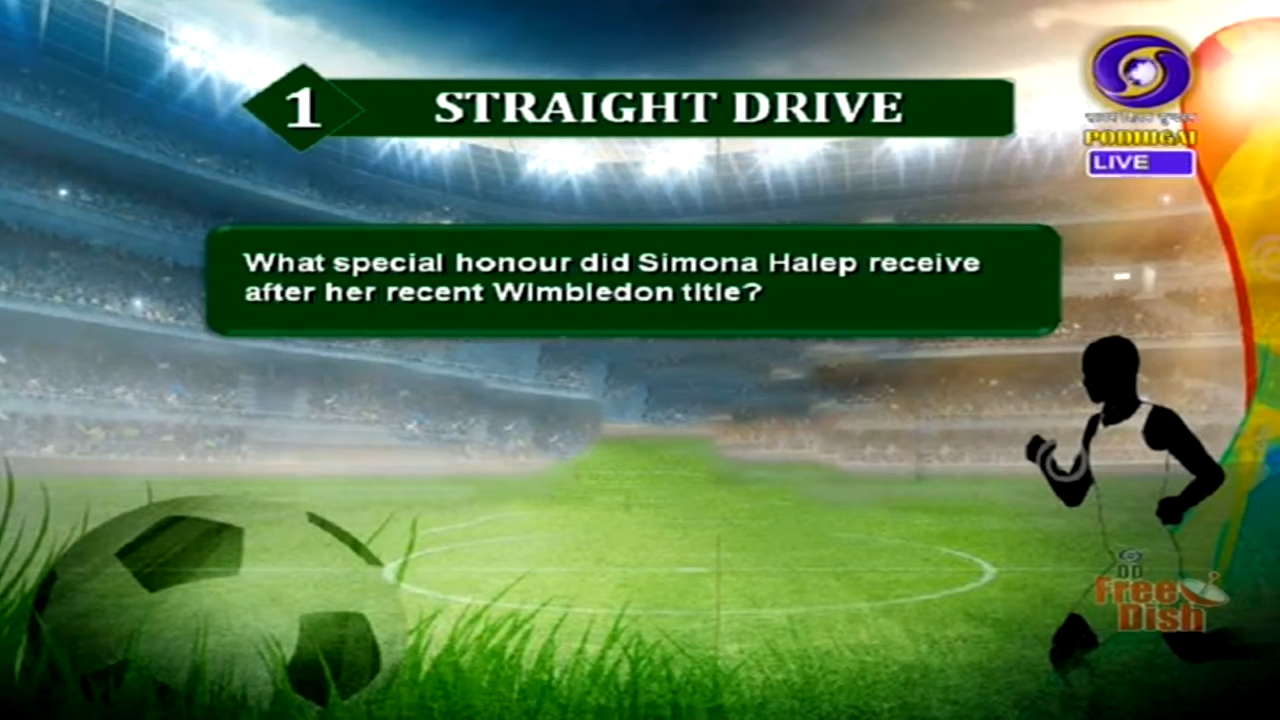 1
STRAIGHT DRIVE
PODHIGAI
LIVE
What special honour did Simona Halep receive
after her recent Wimbledon title?
DD
free
Dish